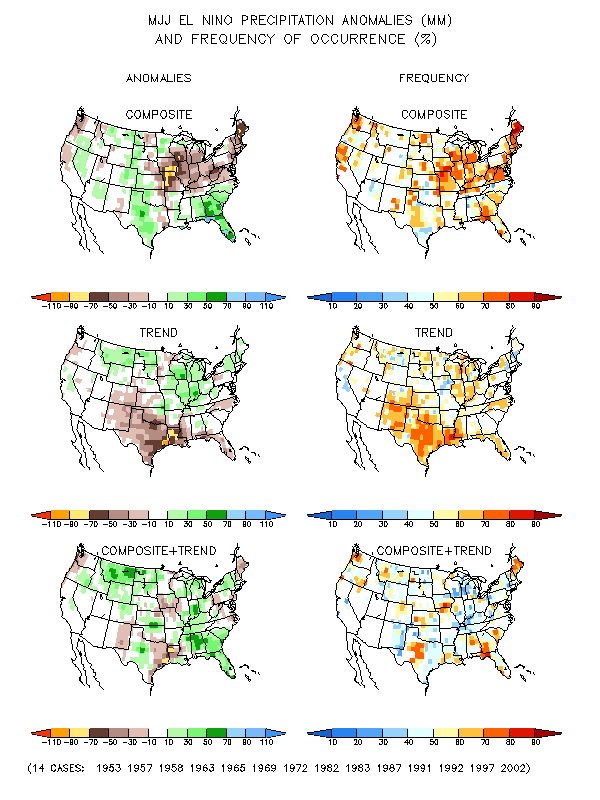 MJJ EL NINO PRECIPITATION ANOMALIES (MM)
AND FREQUENCY OF OCCURRENCE (%)
ANOMALIES FREQUENCY
COMPOSITE COMPOSITE
-110 -90 -70 -50 -30 -10 10 30 50 70 90 110 10 20 30 40 50 60 70 80 90
TREND TREND
-110 -90 -70 -50 -30 -10 10 30 50 70 90 110 10 20 30 40 50 60 70 80 90
COMPOSITE+TREND COMPOSITE+TREND
-110 -90 -70 -50 -30 -10 10 30 50 70 90 110 10 20 30 40 50 60 70 80 90
(14 CASES: 1953 1957 1958 1963 1965 1969 1972 1982 1983 1987 1991 1992 1997 2002)